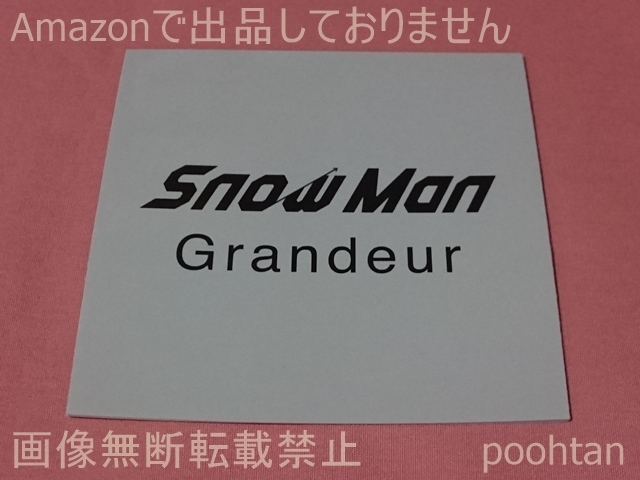 Amazonで出品しておりません
Snow Man
Grandeur
画像無断転載禁止 poohtan